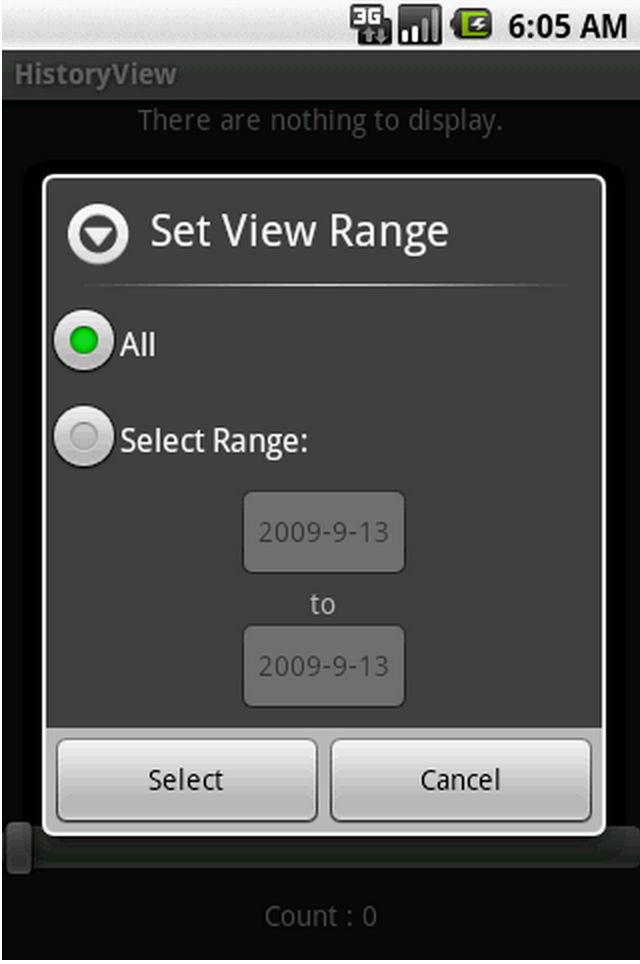 3G 6:05 AM
HistoryView
There are nothing to display.
Set View Range
All
Select Range:
2009-9-13
to
2009-9-13
Select Cancel
Count : 0